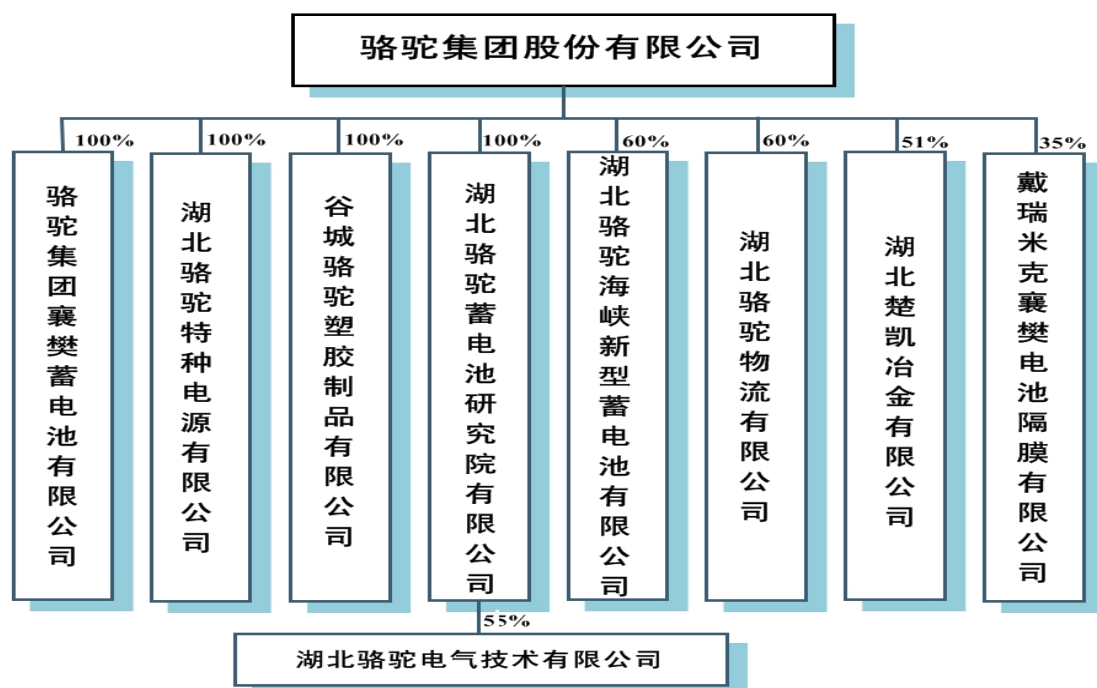 骆驼集团股份有限公司
100%
100%
100%
100%
60%
60%
51%
35%
骆驼集团襄樊蓄电池有限公司
湖北骆驼特种电源有限公司
谷城骆驼塑胶制品有限公司
湖北骆驼蓄电池研究院有限公司
湖北骆驼海峡新型蓄电池有限公司
湖北骆驼物流有限公司
湖北楚凯冶金有限公司
戴瑞米克襄樊电池隔膜有限公司
55%
湖北骆驼电气技术有限公司